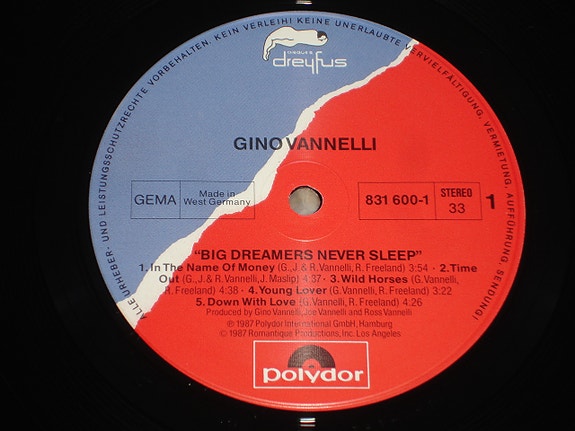 ALLE URHEBER- UND LEISTUNGSSCHUTZRECHTE VORBEHALTEN. KEIN VERLEIH! KEINE UNERLAUBTE VERVIELFÄLTIGUNG, VERMIETUNG, AUFFÜHRUNG, SENDUNG!
disques
dreyfus
GINO VANNELLI
GEMA
Made in
West Germany
831 600-1
STEREO
33
1
"BIG DREAMERS NEVER SLEEP"
1. In The Name Of Money (G., J. & R. Vannelli, R. Freeland) 3:54 · 2. Time
Out (G., J. & R. Vannelli, J. Maslip) 4:37 · 3. Wild Horses (G. Vannelli,
R. Freeland) 4:38 · 4. Young Lover (G. Vannelli) 3:22
5. Down With Love (G. Vannelli, R. Freeland) 4:26
Produced by Gino Vannelli, Joe Vannelli and Ross Vannelli
℗ 1987 Polydor International GmbH, Hamburg
© 1987 Romantique Productions, Inc. Los Angeles
polydor